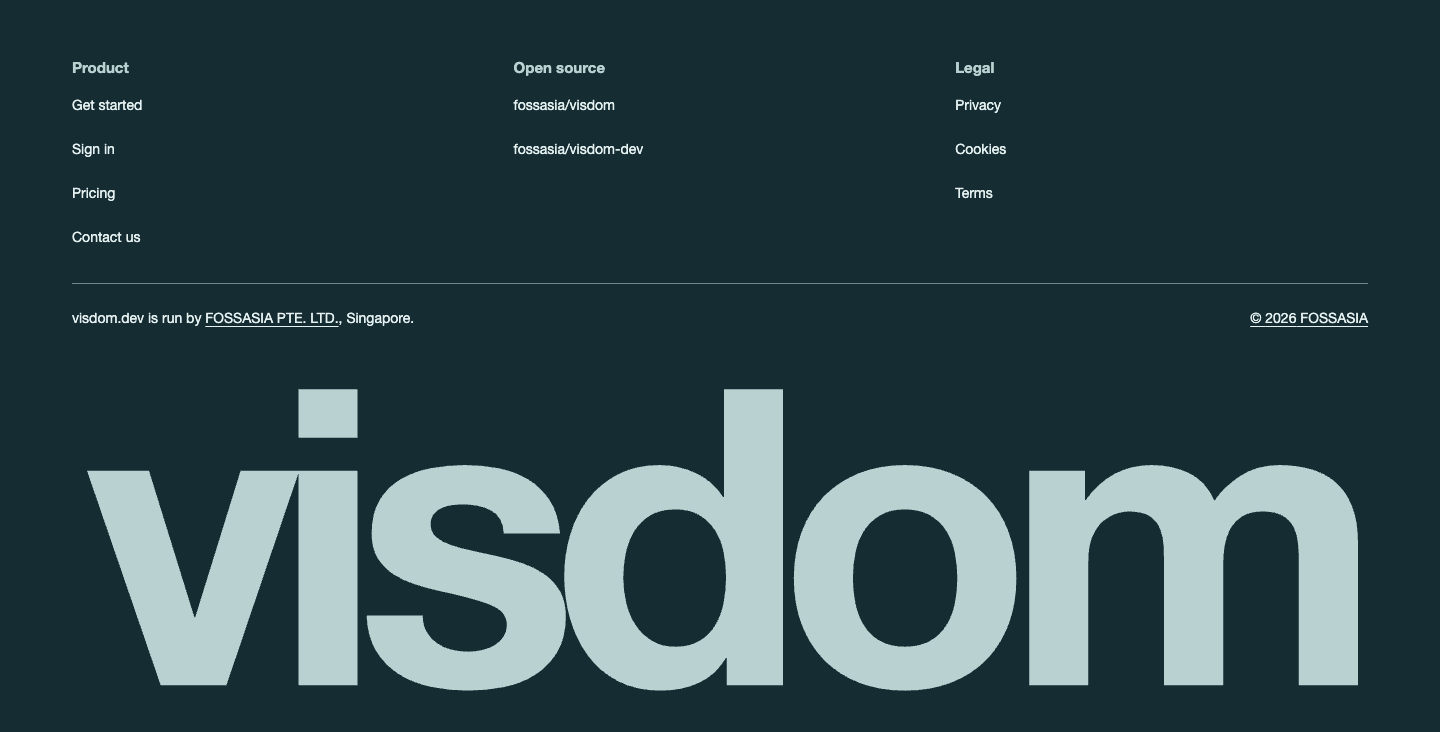 Product
Get started
Sign in
Pricing
Contact us
Open source
fossasia/visdom
fossasia/visdom-dev
Legal
Privacy
Cookies
Terms
visdom.dev is run by FOSSASIA PTE. LTD., Singapore.
© 2026 FOSSASIA
visdom